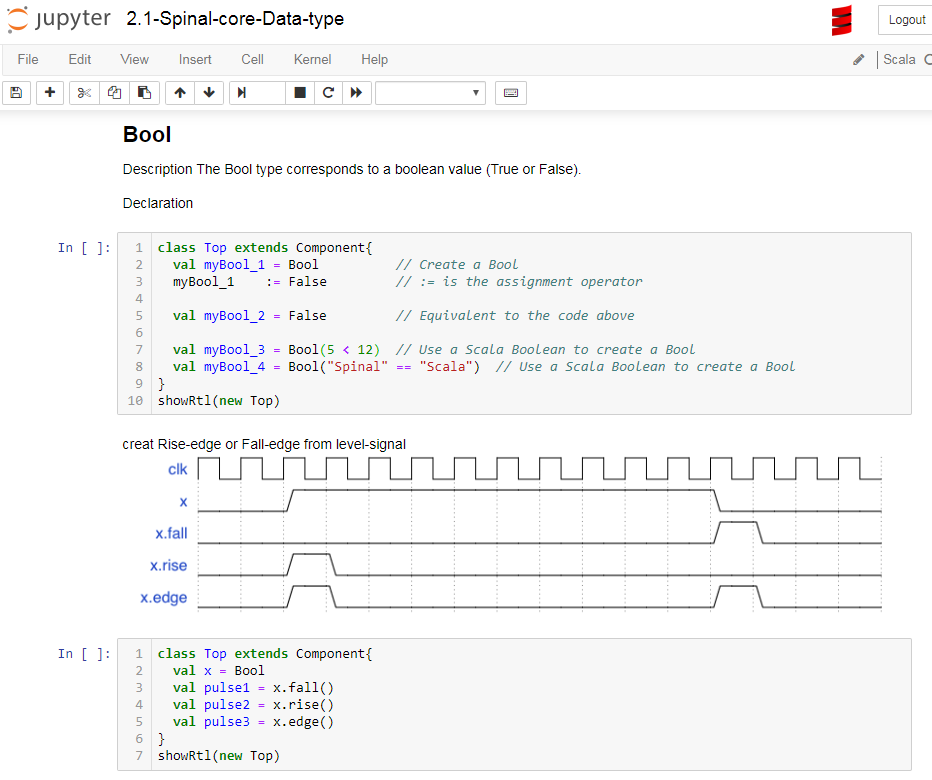 jupyter 2.1-Spinal-core-Data-type
Logout
File Edit View Insert Cell Kernel Help
Scala
Bool
Description The Bool type corresponds to a boolean value (True or False).
Declaration
In [ ]:
1 class Top extends Component{
2 val myBool_1 = Bool // Create a Bool
3 myBool_1 := False // := is the assignment operator
4
5 val myBool_2 = False // Equivalent to the code above
6
7 val myBool_3 = Bool(5 < 12) // Use a Scala Boolean to create a Bool
8 val myBool_4 = Bool("Spinal" == "Scala") // Use a Scala Boolean to create a Bool
9 }
10 showRtl(new Top)
creat Rise-edge or Fall-edge from level-signal
clk
x
x.fall
x.rise
x.edge
In [ ]:
1 class Top extends Component{
2 val x = Bool
3 val pulse1 = x.fall()
4 val pulse2 = x.rise()
5 val pulse3 = x.edge()
6 }
7 showRtl(new Top)